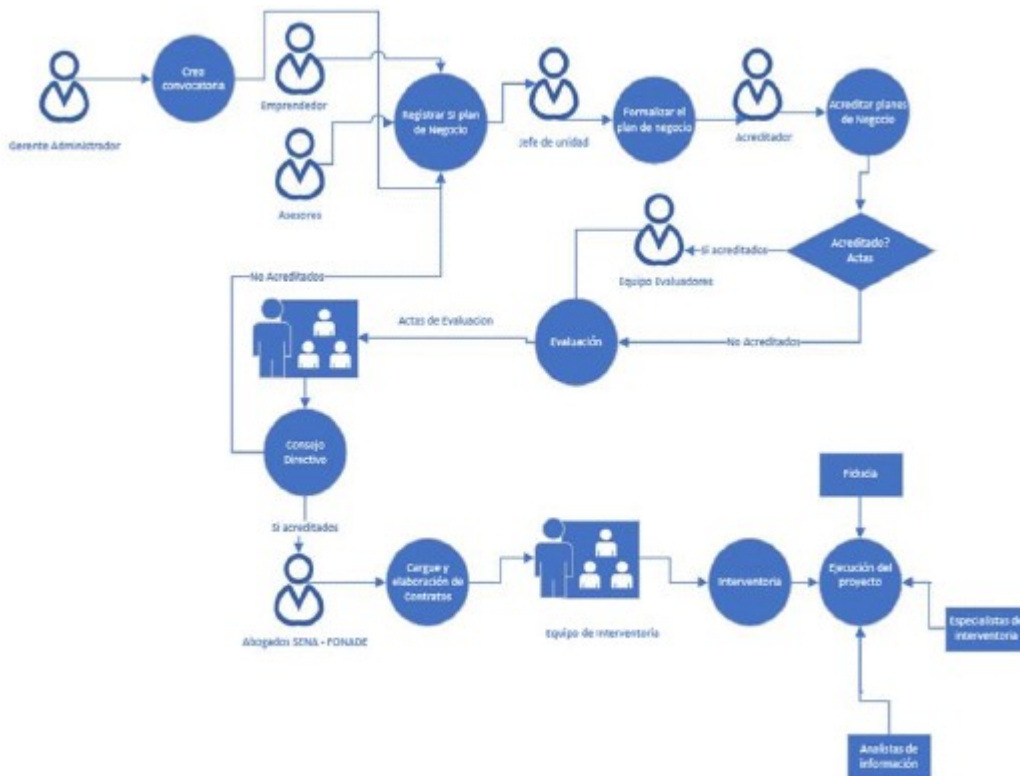 Crea
convocatoria
Gerente Administrador
Emprendedor
Asesores
Registrar Si plan
de Negocio
Jefe de unidad
Formalizar el
plan de negocio
Acreditador
Acreditar planes
de Negocio
Acreditado?
Actas
Si acreditados
Equipo Evaluadores
No Acreditados
Evaluación
No Acreditados
Actas de Evaluacion
Consejo
Directivo
Si acreditados
Abogados SENA - FONADE
Cargue y
elaboración de
Contratos
Equipo de Interventoría
Interventoria
Fiducia
Ejecución del
proyecto
Especialistas de
interventoria
Analistas de
información